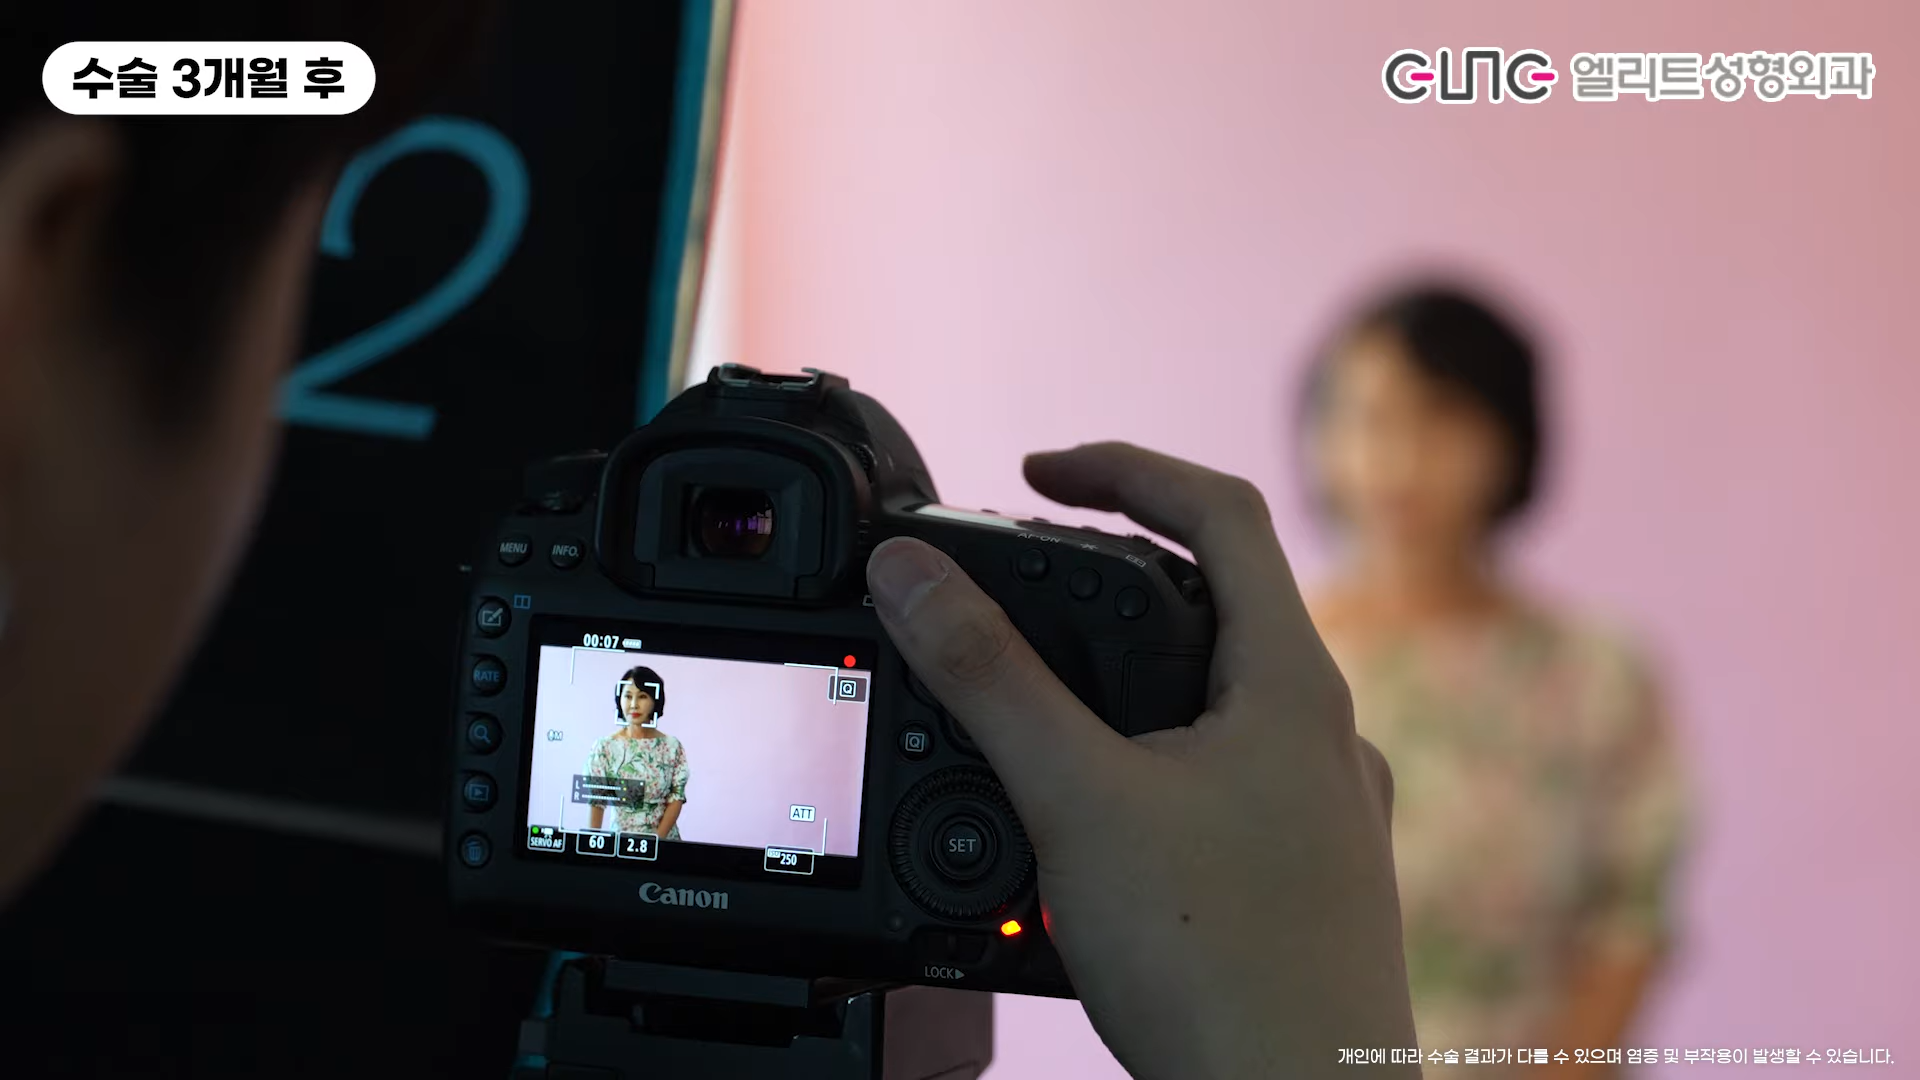 수술 3개월 후
엘리트성형외과
2
MENU
INFO.
AF-ON
RATE
00:07
Q
Q
L
R
ATT
SERVO AF
60
2.8
250
SET
Canon
LOCK▶
개인에 따라 수술 결과가 다를 수 있으며 염증 및 부작용이 발생할 수 있습니다.